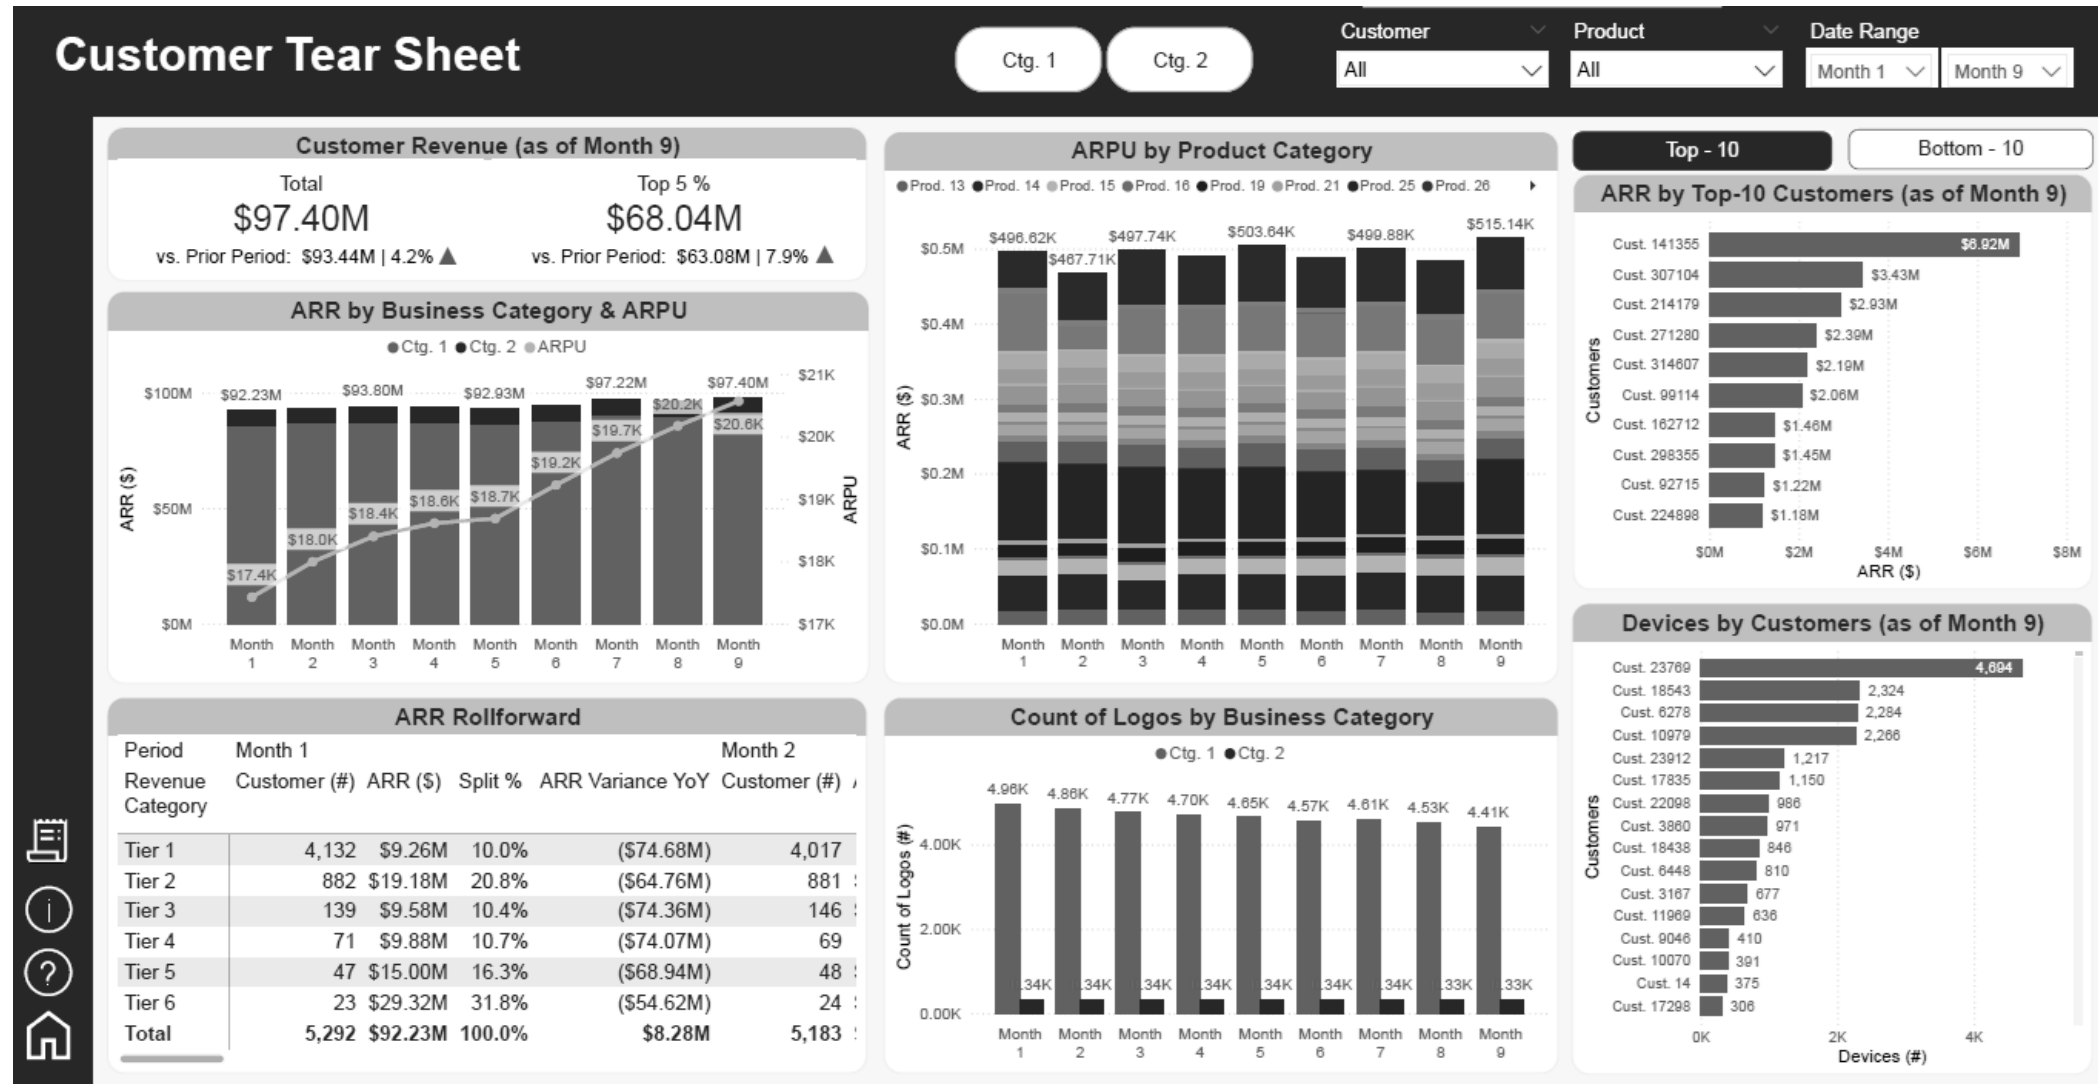 Customer Tear Sheet
Ctg. 1
Ctg. 2
Customer
All
Product
All
Date Range
Month 1
Month 9
Customer Revenue (as of Month 9)
Total
Top 5 %
$97.40M
$68.04M
vs. Prior Period: $93.44M | 4.2%
vs. Prior Period: $63.08M | 7.9%
ARR by Business Category & ARPU
Ctg. 1 Ctg. 2 ARPU
ARR ($)
$100M
$50M
$0M
$92.23M
$93.80M
$92.93M
$97.22M
$97.40M
$17.4K
$18.0K
$18.4K
$18.6K
$18.7K
$19.2K
$19.7K
$20.2K
$20.6K
$21K
$20K
$19K
$18K
$17K
ARPU
Month 1
Month 2
Month 3
Month 4
Month 5
Month 6
Month 7
Month 8
Month 9
ARR Rollforward
Period Month 1 Month 2
Revenue Category Customer (#) ARR ($) Split % ARR Variance YoY Customer (#)
Tier 1 4,132 $9.26M 10.0% ($74.68M) 4,017
Tier 2 882 $19.18M 20.8% ($64.76M) 881
Tier 3 139 $9.58M 10.4% ($74.36M) 146
Tier 4 71 $9.88M 10.7% ($74.07M) 69
Tier 5 47 $15.00M 16.3% ($68.94M) 48
Tier 6 23 $29.32M 31.8% ($54.62M) 24
Total 5,292 $92.23M 100.0% $8.28M 5,183
ARPU by Product Category
Prod. 13 Prod. 14 Prod. 15 Prod. 16 Prod. 19 Prod. 21 Prod. 25 Prod. 26
ARR ($)
$0.5M
$0.4M
$0.3M
$0.2M
$0.1M
$0.0M
$496.62K
$467.71K
$497.74K
$503.64K
$499.88K
$515.14K
Month 1
Month 2
Month 3
Month 4
Month 5
Month 6
Month 7
Month 8
Month 9
Count of Logos by Business Category
Ctg. 1 Ctg. 2
Count of Logos (#)
4.00K
2.00K
0.00K
4.96K
4.86K
4.77K
4.70K
4.65K
4.57K
4.61K
4.53K
4.41K
.34K
.34K
.34K
.34K
.34K
.34K
.34K
.33K
.33K
Month 1
Month 2
Month 3
Month 4
Month 5
Month 6
Month 7
Month 8
Month 9
Top - 10
Bottom - 10
ARR by Top-10 Customers (as of Month 9)
Customers
Cust. 141355 $6.92M
Cust. 307104 $3.43M
Cust. 214179 $2.93M
Cust. 271280 $2.39M
Cust. 314607 $2.19M
Cust. 99114 $2.06M
Cust. 162712 $1.46M
Cust. 298355 $1.45M
Cust. 92715 $1.22M
Cust. 224898 $1.18M
$0M $2M $4M $6M $8M
ARR ($)
Devices by Customers (as of Month 9)
Customers
Cust. 23769 4,694
Cust. 18543 2,324
Cust. 6278 2,284
Cust. 10979 2,266
Cust. 23912 1,217
Cust. 17835 1,150
Cust. 22098 986
Cust. 3860 971
Cust. 18438 846
Cust. 6448 810
Cust. 3167 677
Cust. 11969 636
Cust. 9046 410
Cust. 10070 391
Cust. 14 375
Cust. 17298 306
0K 2K 4K
Devices (#)